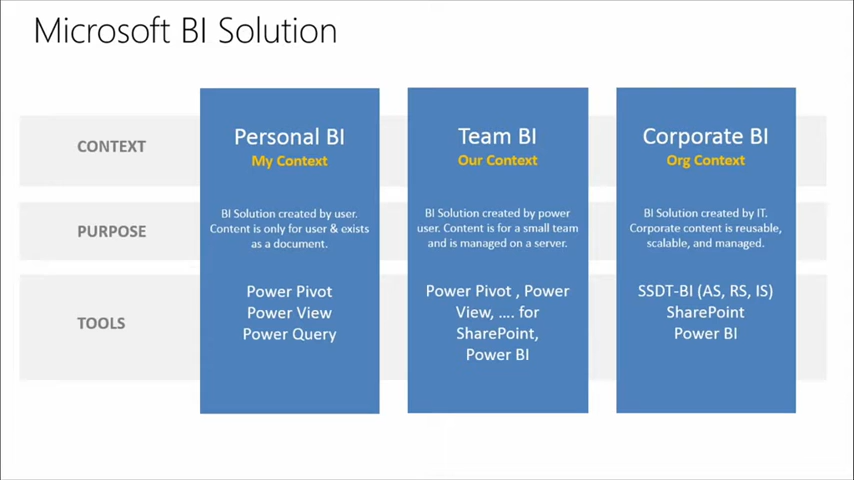 Microsoft BI Solution
CONTEXT
Personal BI
My Context
Team BI
Our Context
Corporate BI
Org Context
PURPOSE
BI Solution created by user.
Content is only for user & exists
as a document.
BI Solution created by power
user. Content is for a small team
and is managed on a server.
BI Solution created by IT.
Corporate content is reusable,
scalable, and managed.
TOOLS
Power Pivot
Power View
Power Query
Power Pivot , Power
View, .... for
SharePoint,
Power BI
SSDT-BI (AS, RS, IS)
SharePoint
Power BI